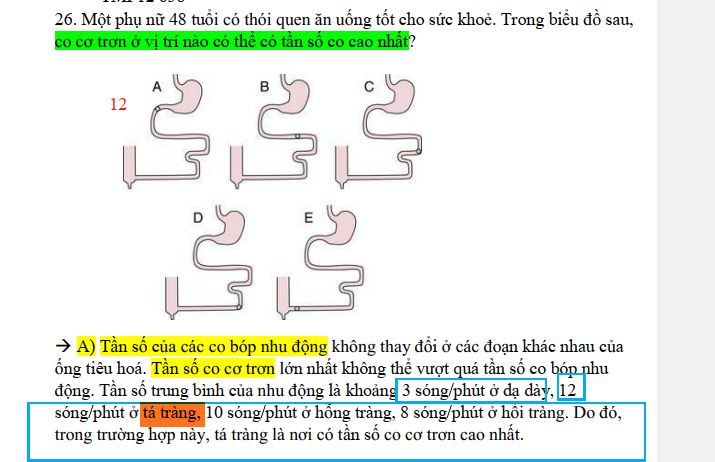 26. Một phụ nữ 48 tuổi có thói quen ăn uống tốt cho sức khoẻ. Trong biểu đồ sau,
co cơ trơn ở vị trí nào có thể có tần số co cao nhất?
A
B
C
12
D
E
→ A) Tần số của các co bóp nhu động không thay đổi ở các đoạn khác nhau của
ống tiêu hoá. Tần số co cơ trơn lớn nhất không thể vượt quá tần số co bóp nhu
động. Tần số trung bình của nhu động là khoảng 3 sóng/phút ở dạ dày, 12
sóng/phút ở tá tràng, 10 sóng/phút ở hỗng tràng, 8 sóng/phút ở hồi tràng. Do đó,
trong trường hợp này, tá tràng là nơi có tần số co cơ trơn cao nhất.